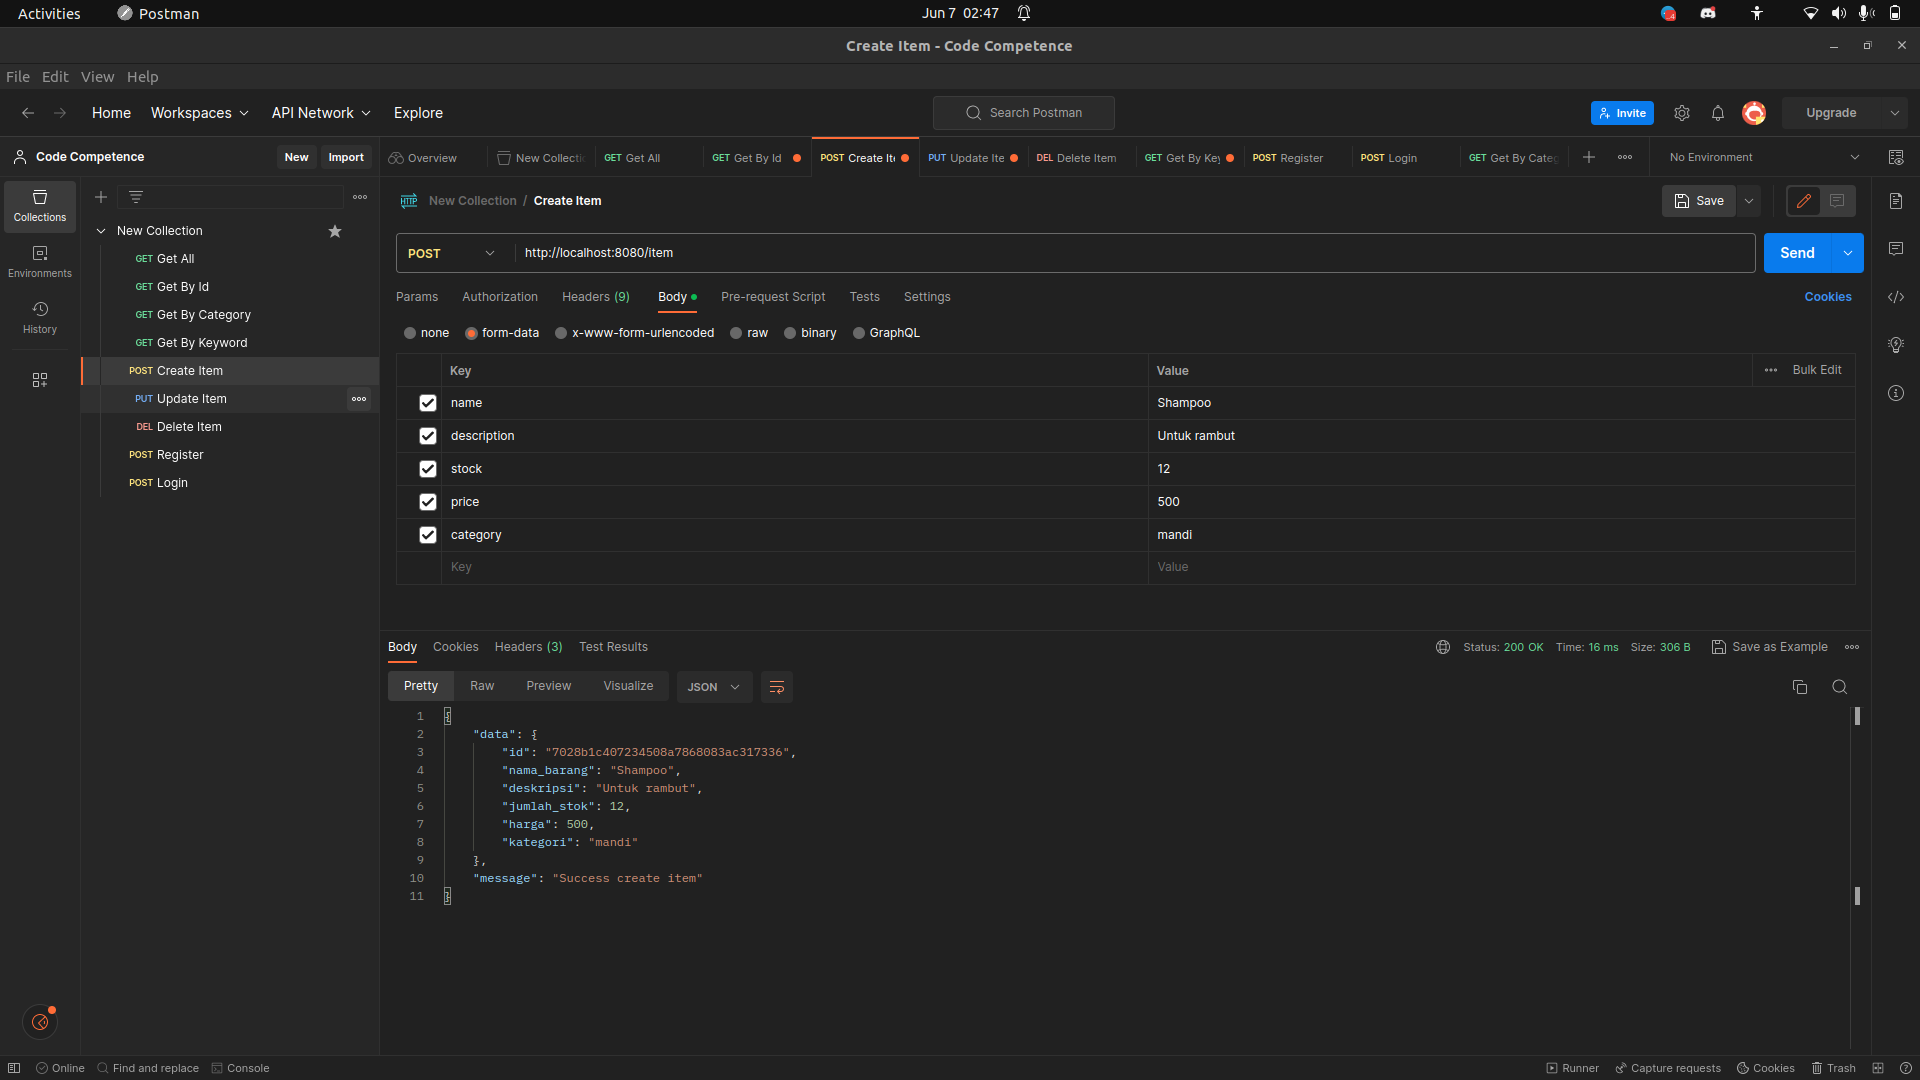 Activities Postman Jun 7 02:47
Create Item - Code Competence
File Edit View Help
Home Workspaces API Network Explore Search Postman Invite Upgrade
Code Competence New Import Overview New Collectic GET Get All GET Get By Id POST Create Ite PUT Update Ite DEL Delete Item GET Get By Key POST Register POST Login GET Get By Categ No Environment
Collections
Environments
History
New Collection
GET Get All
GET Get By Id
GET Get By Category
GET Get By Keyword
POST Create Item
PUT Update Item
DEL Delete Item
POST Register
POST Login
HTTP New Collection / Create Item Save
POST http://localhost:8080/item Send
Params Authorization Headers (9) Body Pre-request Script Tests Settings Cookies
none form-data x-www-form-urlencoded raw binary GraphQL
Key Value Bulk Edit
name Shampoo
description Untuk rambut
stock 12
price 500
category mandi
Key Value
Body Cookies Headers (3) Test Results Status: 200 OK Time: 16 ms Size: 306 B Save as Example
Pretty Raw Preview Visualize JSON
1 {
2 "data": {
3 "id": "7028b1c407234508a7868083ac317336",
4 "nama_barang": "Shampoo",
5 "deskripsi": "Untuk rambut",
6 "jumlah_stok": 12,
7 "harga": 500,
8 "kategori": "mandi"
9 },
10 "message": "Success create item"
11 }
Online Find and replace Console Runner Capture requests Cookies Trash